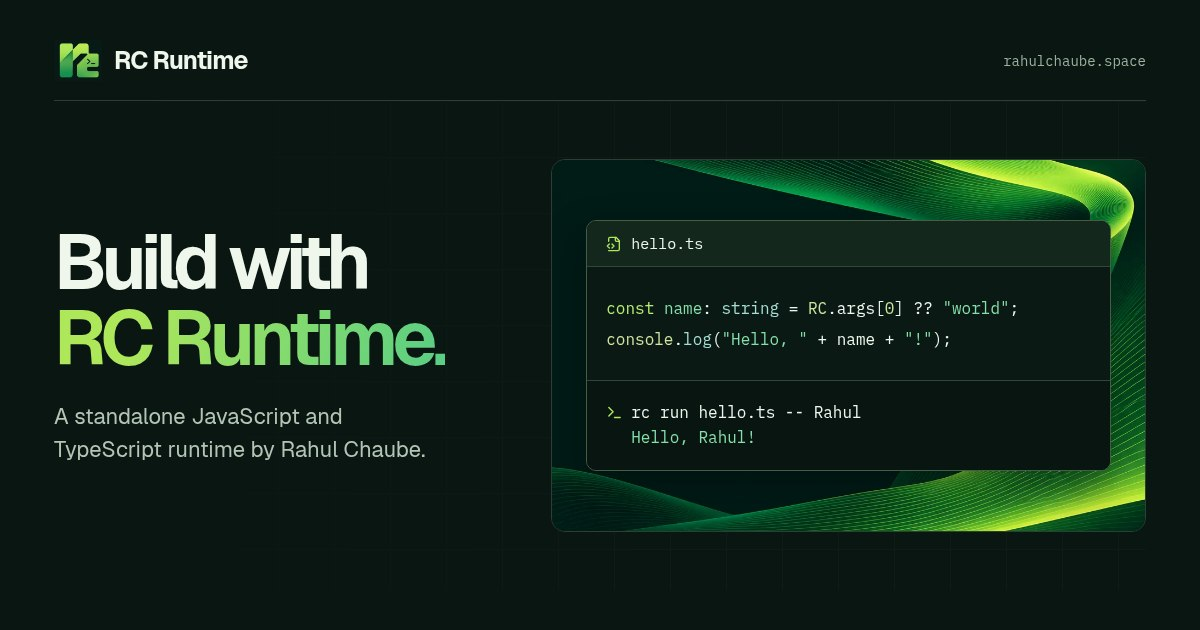 RC Runtime
rahulchaube.space
Build with
RC Runtime.
A standalone JavaScript and
TypeScript runtime by Rahul Chaube.
hello.ts
const name: string = RC.args[0] ?? "world";
console.log("Hello, " + name + "!");
>_ rc run hello.ts -- Rahul
Hello, Rahul!